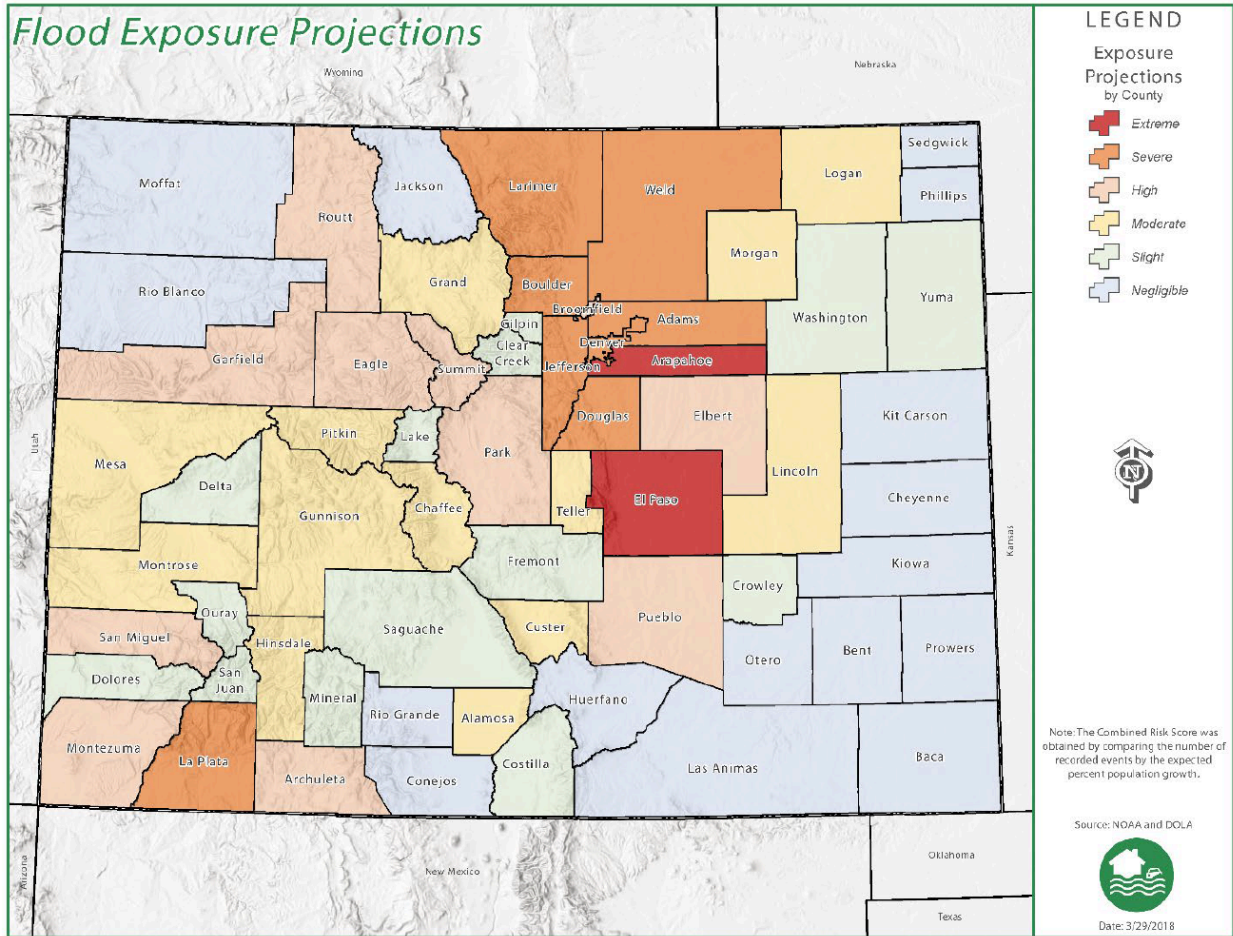 Flood Exposure Projections
Wyoming
Nebraska
Utah
Kansas
Arizona
New Mexico
Oklahoma
Texas
Moffat
Routt
Jackson
Larimer
Weld
Logan
Sedgwick
Phillips
Rio Blanco
Grand
Boulder
Broomfield
Morgan
Washington
Yuma
Garfield
Eagle
Summit
Gilpin
Clear
Creek
Jefferson
Denver
Adams
Arapahoe
Mesa
Pitkin
Lake
Park
Douglas
Elbert
Lincoln
Kit Carson
Delta
Gunnison
Chaffee
Teller
El Paso
Cheyenne
Montrose
Fremont
Crowley
Kiowa
Ouray
San Miguel
Hinsdale
Saguache
Custer
Pueblo
Otero
Bent
Prowers
Dolores
San
Juan
Mineral
Rio Grande
Alamosa
Huerfano
Montezuma
La Plata
Archuleta
Conejos
Costilla
Las Animas
Baca
LEGEND
Exposure
Projections
by County
Extreme
Severe
High
Moderate
Slight
Negligible
N
Note: The Combined Risk Score was
obtained by comparing the number of
recorded events by the expected
percent population growth.
Source: NOAA and DOLA
Date: 3/29/2018